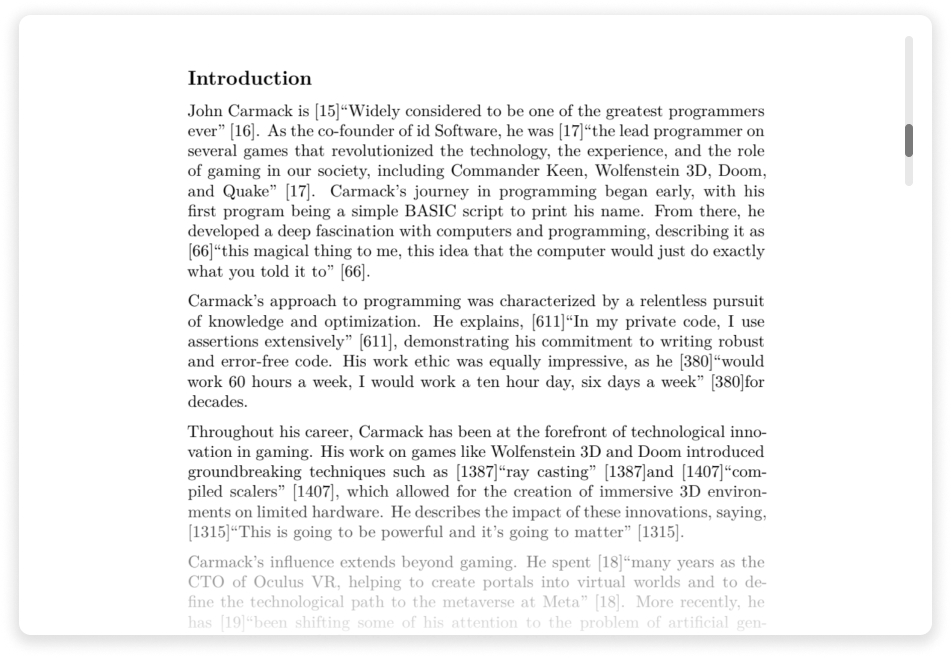 Introduction
John Carmack is [15]“Widely considered to be one of the greatest programmers
ever” [16]. As the co-founder of id Software, he was [17]“the lead programmer on
several games that revolutionized the technology, the experience, and the role
of gaming in our society, including Commander Keen, Wolfenstein 3D, Doom,
and Quake” [17]. Carmack’s journey in programming began early, with his
first program being a simple BASIC script to print his name. From there, he
developed a deep fascination with computers and programming, describing it as
[66]“this magical thing to me, this idea that the computer would just do exactly
what you told it to” [66].
Carmack’s approach to programming was characterized by a relentless pursuit
of knowledge and optimization. He explains, [611]“In my private code, I use
assertions extensively” [611], demonstrating his commitment to writing robust
and error-free code. His work ethic was equally impressive, as he [380]“would
work 60 hours a week, I would work a ten hour day, six days a week” [380]for
decades.
Throughout his career, Carmack has been at the forefront of technological inno-
vation in gaming. His work on games like Wolfenstein 3D and Doom introduced
groundbreaking techniques such as [1387]“ray casting” [1387]and [1407]“com-
piled scalers” [1407], which allowed for the creation of immersive 3D environ-
ments on limited hardware. He describes the impact of these innovations, saying,
[1315]“This is going to be powerful and it’s going to matter” [1315].
Carmack’s influence extends beyond gaming. He spent [18]“many years as the
CTO of Oculus VR, helping to create portals into virtual worlds and to de-
fine the technological path to the metaverse at Meta” [18]. More recently, he
has [19]“been shifting some of his attention to the problem of artificial gen-